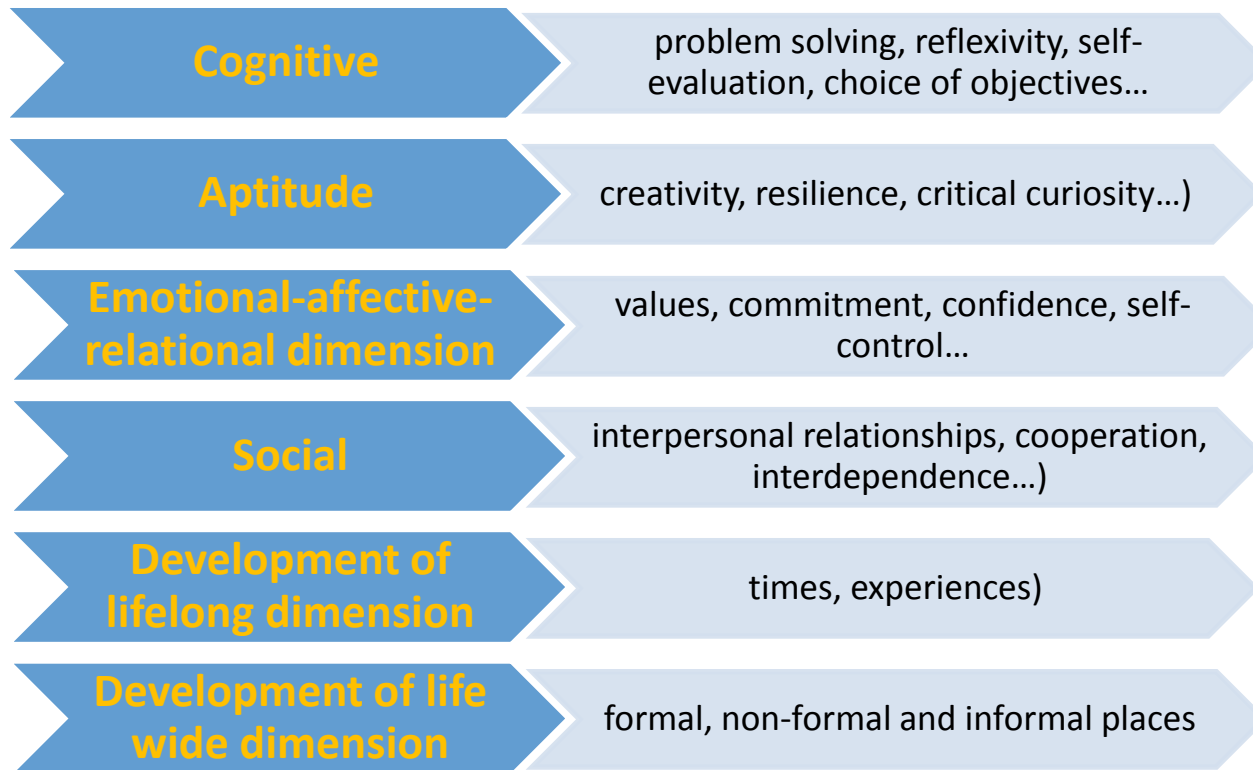 Cognitive
problem solving, reflexivity, self-
evaluation, choice of objectives…
Aptitude
creativity, resilience, critical curiosity…)
Emotional-affective-
relational dimension
values, commitment, confidence, self-
control…
Social
interpersonal relationships, cooperation,
interdependence…)
Development of
lifelong dimension
times, experiences)
Development of life
wide dimension
formal, non-formal and informal places